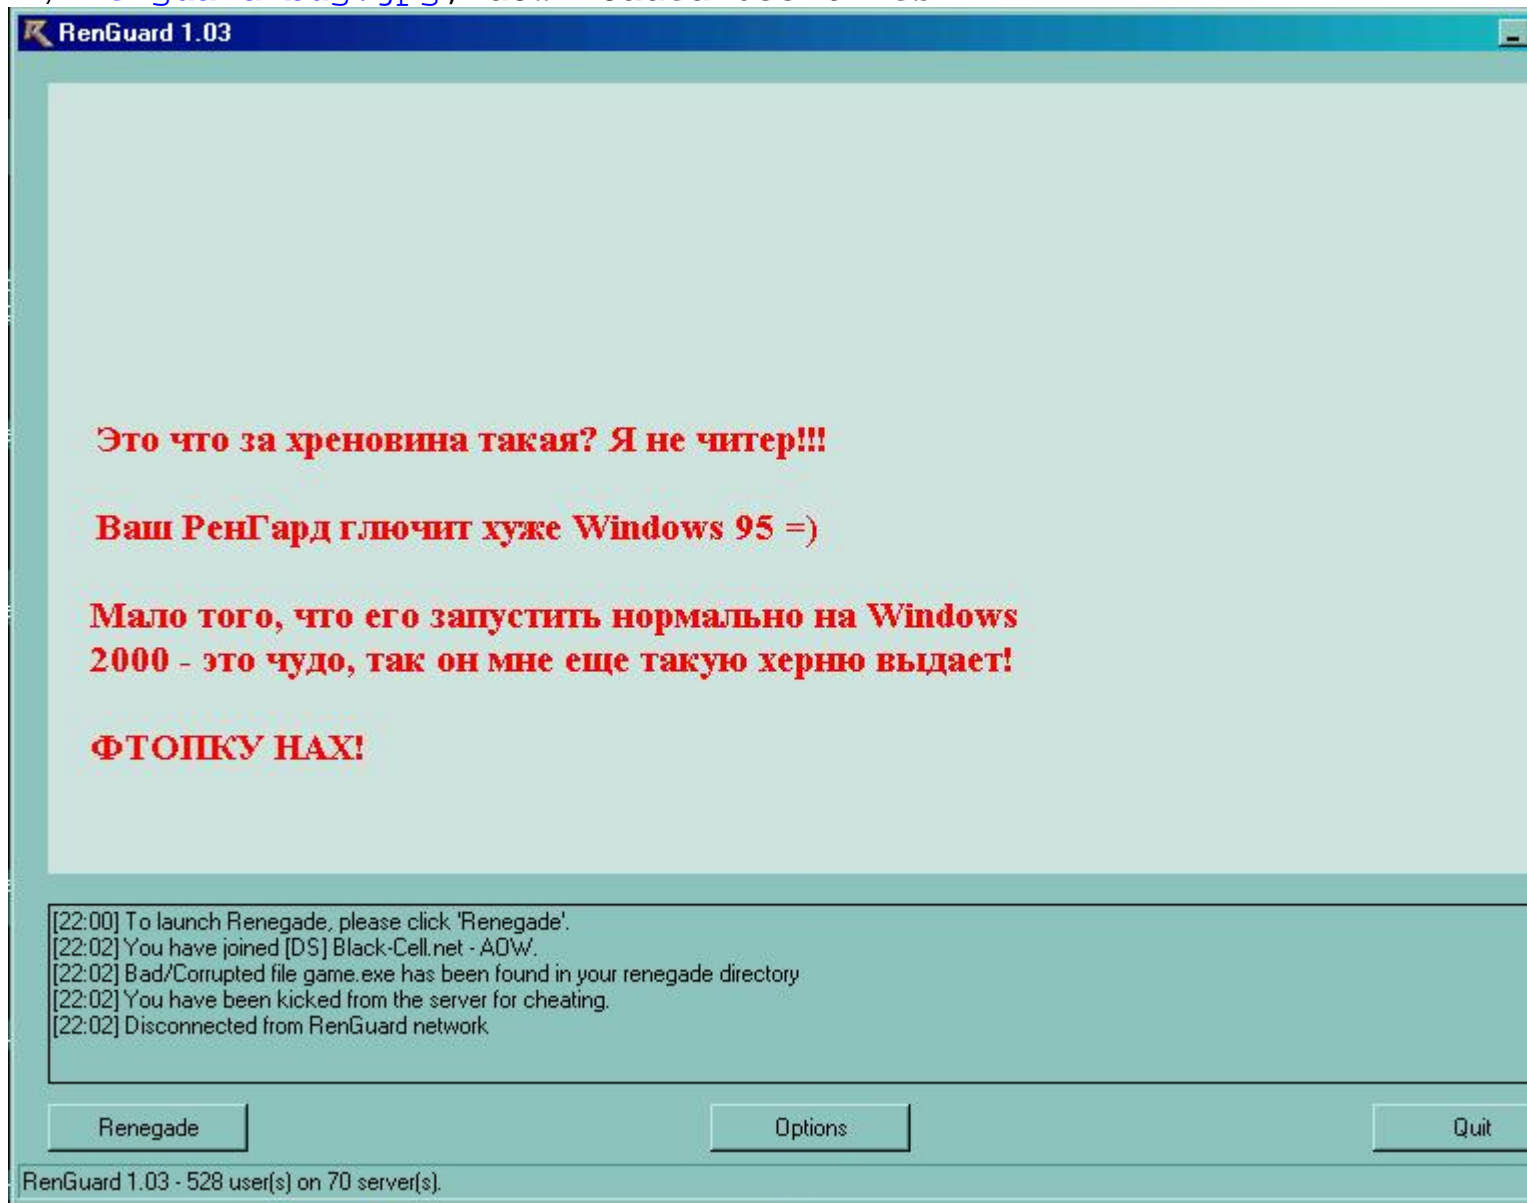 RenGuard 1.03
Это что за хреновина такая? Я не читер!!!
Ваш РенГард глючит хуже Windows 95 =)
Мало того, что его запустить нормально на Windows
2000 - это чудо, так он мне еще такую херню выдает!
ФТОПКУ НАХ!
[22:00] To launch Renegade, please click 'Renegade'.
[22:02] You have joined [DS] Black-Cell.net - AOW'.
[22:02] Bad/Corrupted file game.exe has been found in your renegade directory
[22:02] You have been kicked from the server for cheating.
[22:02] Disconnected from RenGuard network
Renegade
Options
Quit
RenGuard 1.03 - 528 user(s) on 70 server(s).